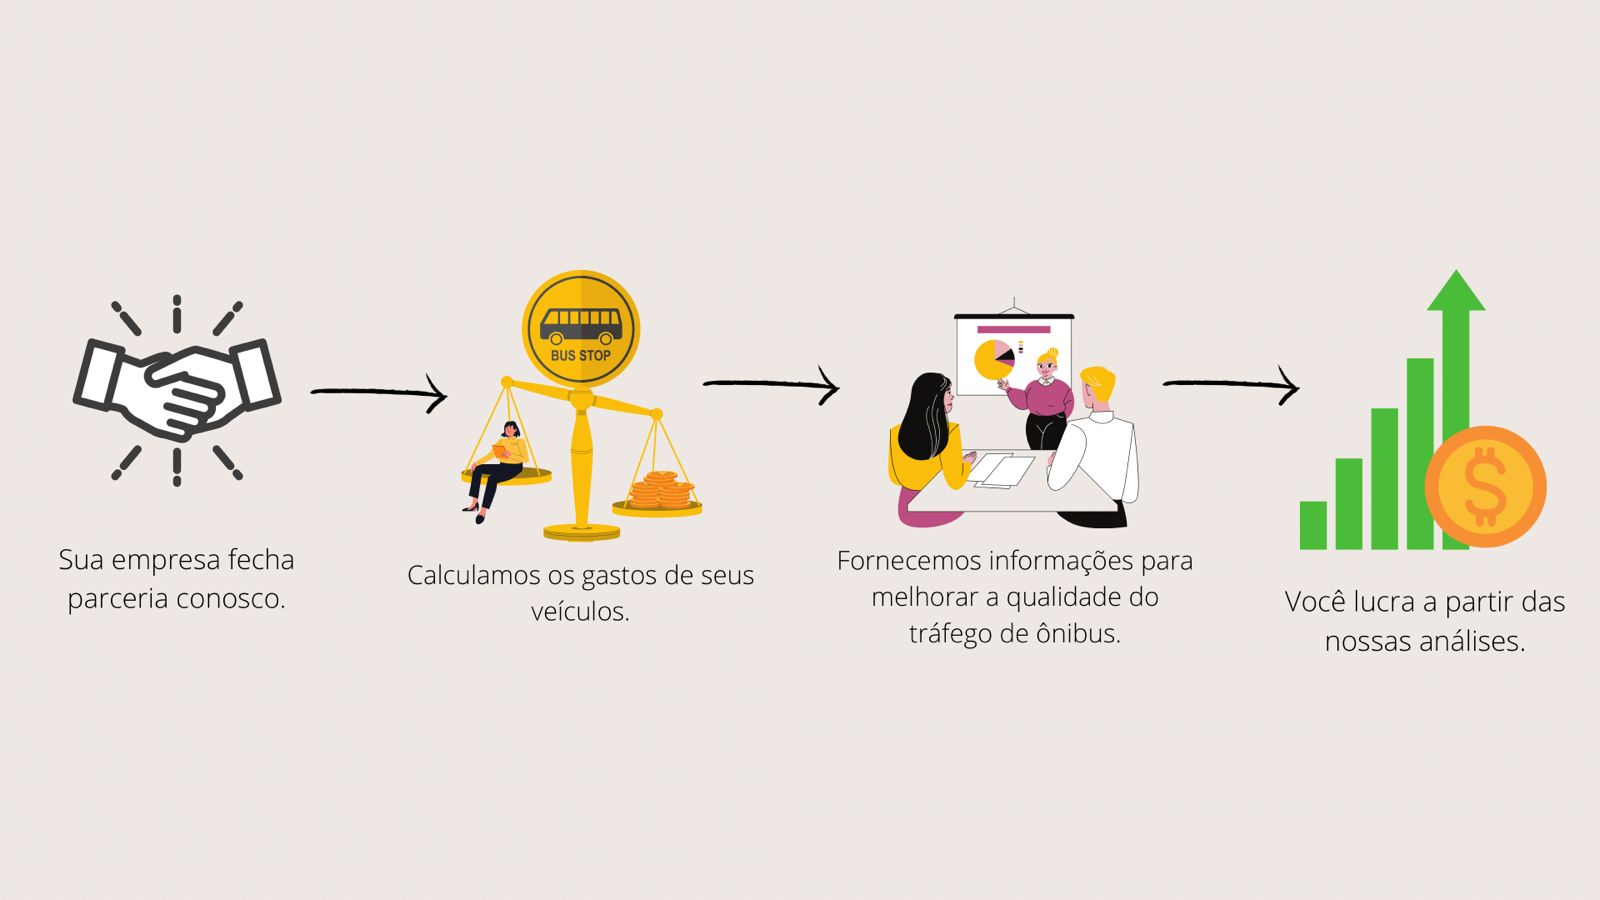 BUS STOP
Sua empresa fecha
parceria conosco.
Calculamos os gastos de seus
veículos.
Fornecemos informações para
melhorar a qualidade do
tráfego de ônibus.
Você lucra a partir das
nossas análises.